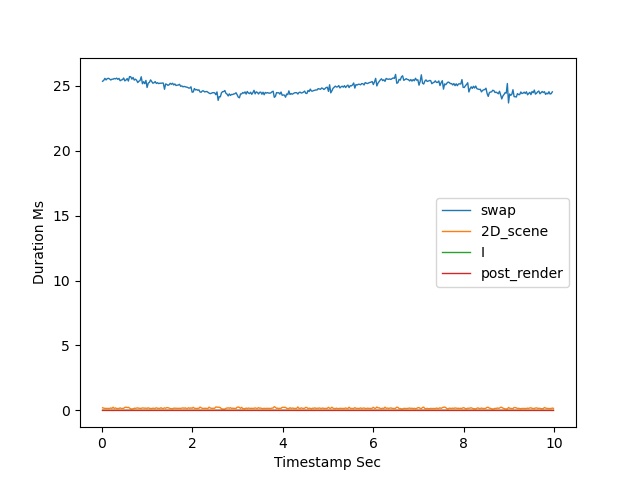 25
20
15
10
5
0
Duration Ms
swap
2D_scene
I
post_render
0 2 4 6 8 10
Timestamp Sec